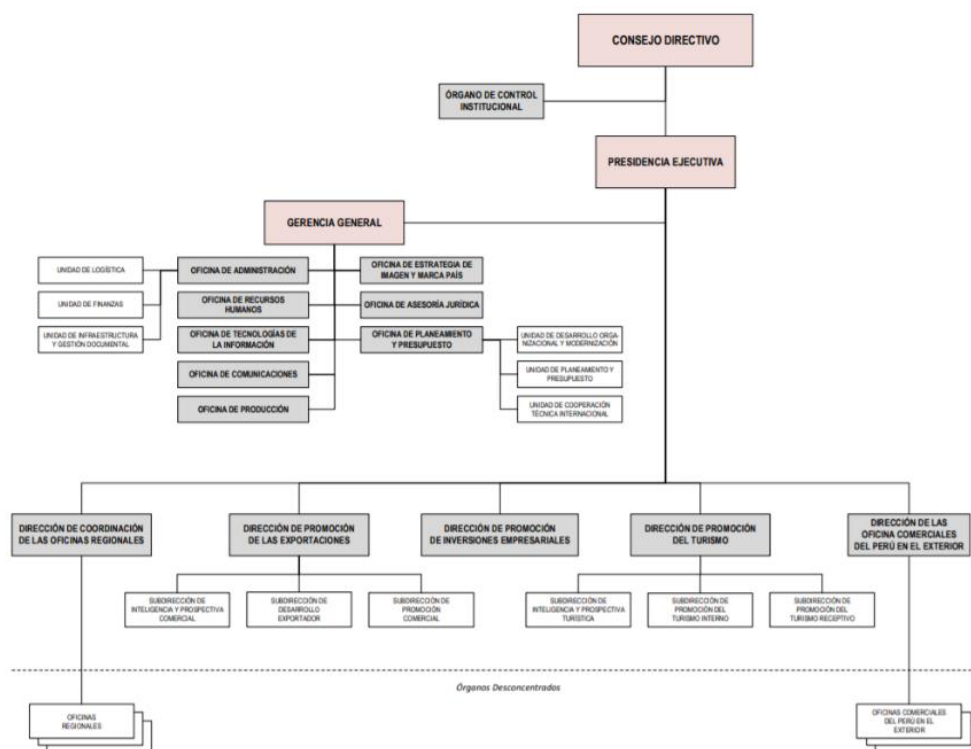 CONSEJO DIRECTIVO
ÓRGANO DE CONTROL
INSTITUCIONAL
PRESIDENCIA EJECUTIVA
GERENCIA GENERAL
UNIDAD DE LOGÍSTICA
OFICINA DE ADMINISTRACIÓN
OFICINA DE ESTRATEGIA DE
IMAGEN Y MARCA PAÍS
UNIDAD DE FINANZAS
OFICINA DE RECURSOS
HUMANOS
OFICINA DE ASESORÍA JURÍDICA
UNIDAD DE INFRAESTRUCTURA
Y GESTIÓN DOCUMENTAL
OFICINA DE TECNOLOGÍAS DE
LA INFORMACIÓN
OFICINA DE PLANEAMIENTO
Y PRESUPUESTO
UNIDAD DE DESARROLLO ORGA-
NIZACIONAL Y MODERNIZACIÓN
OFICINA DE COMUNICACIONES
UNIDAD DE PLANEAMIENTO Y
PRESUPUESTO
OFICINA DE PRODUCCIÓN
UNIDAD DE COOPERACIÓN
TÉCNICA INTERNACIONAL
DIRECCIÓN DE COORDINACIÓN
DE LAS OFICINAS REGIONALES
DIRECCIÓN DE PROMOCIÓN
DE LAS EXPORTACIONES
DIRECCIÓN DE PROMOCIÓN
DE INVERSIONES EMPRESARIALES
DIRECCIÓN DE PROMOCIÓN
DEL TURISMO
DIRECCIÓN DE LAS
OFICINA COMERCIALES
DEL PERÚ EN EL EXTERIOR
SUBDIRECCIÓN DE
INTELIGENCIA Y PROSPECTIVA
COMERCIAL
SUBDIRECCIÓN DE
DESARROLLO
EXPORTADOR
SUBDIRECCIÓN DE
PROMOCIÓN
COMERCIAL
SUBDIRECCIÓN DE
INTELIGENCIA Y PROSPECTIVA
TURÍSTICA
SUBDIRECCIÓN DE
PROMOCIÓN DEL
TURISMO INTERNO
SUBDIRECCIÓN DE
PROMOCIÓN DEL
TURISMO RECEPTIVO
Órganos Desconcentrados
OFICINAS
REGIONALES
OFICINAS COMERCIALES
DEL PERÚ EN EL
EXTERIOR